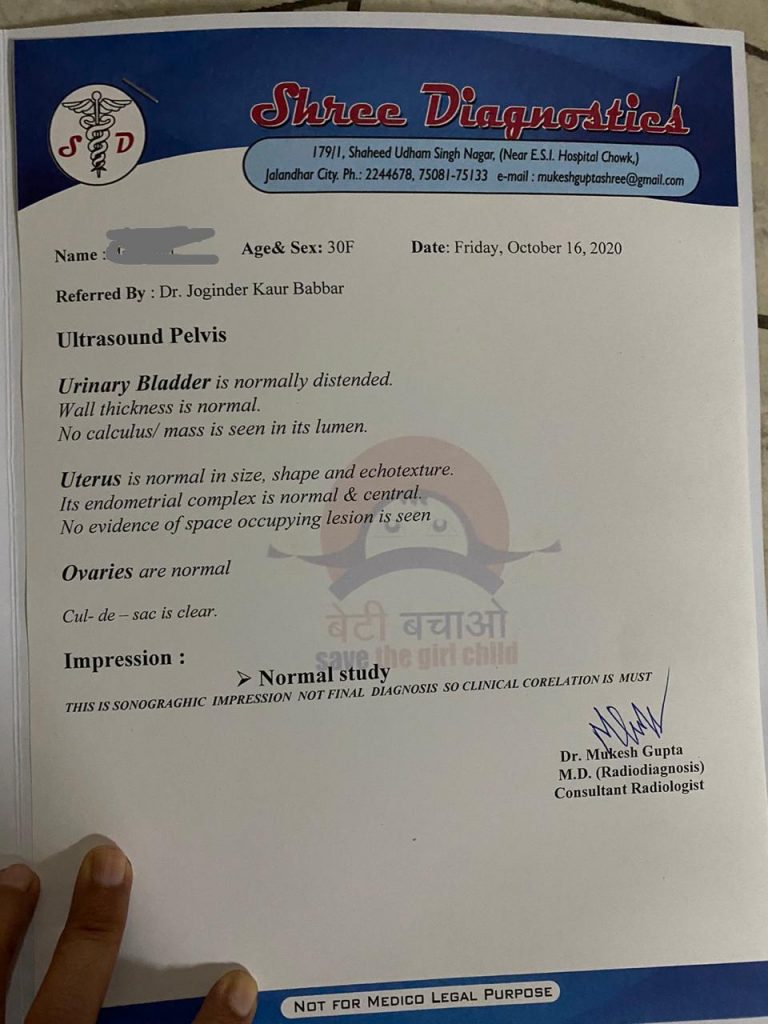 S D
Shree Diagnostics
179/1, Shaheed Udham Singh Nagar, (Near E.S.I. Hospital Chowk,)
Jalandhar City. Ph.: 2244678, 75081-75133 e-mail : mukeshguptashree@gmail.com
Name : Age& Sex: 30F Date: Friday, October 16, 2020
Referred By : Dr. Joginder Kaur Babbar
Ultrasound Pelvis
Urinary Bladder is normally distended.
Wall thickness is normal.
No calculus/ mass is seen in its lumen.
Uterus is normal in size, shape and echotexture.
Its endometrial complex is normal & central.
No evidence of space occupying lesion is seen
Ovaries are normal
Cul- de – sac is clear.
बेटी बचाओ
save the girl child
Impression :
➢ Normal study
THIS IS SONOGRAGHIC IMPRESSION NOT FINAL DIAGNOSIS SO CLINICAL CORELATION IS MUST
Dr. Mukesh Gupta
M.D. (Radiodiagnosis)
Consultant Radiologist
NOT FOR MEDICO LEGAL PURPOSE